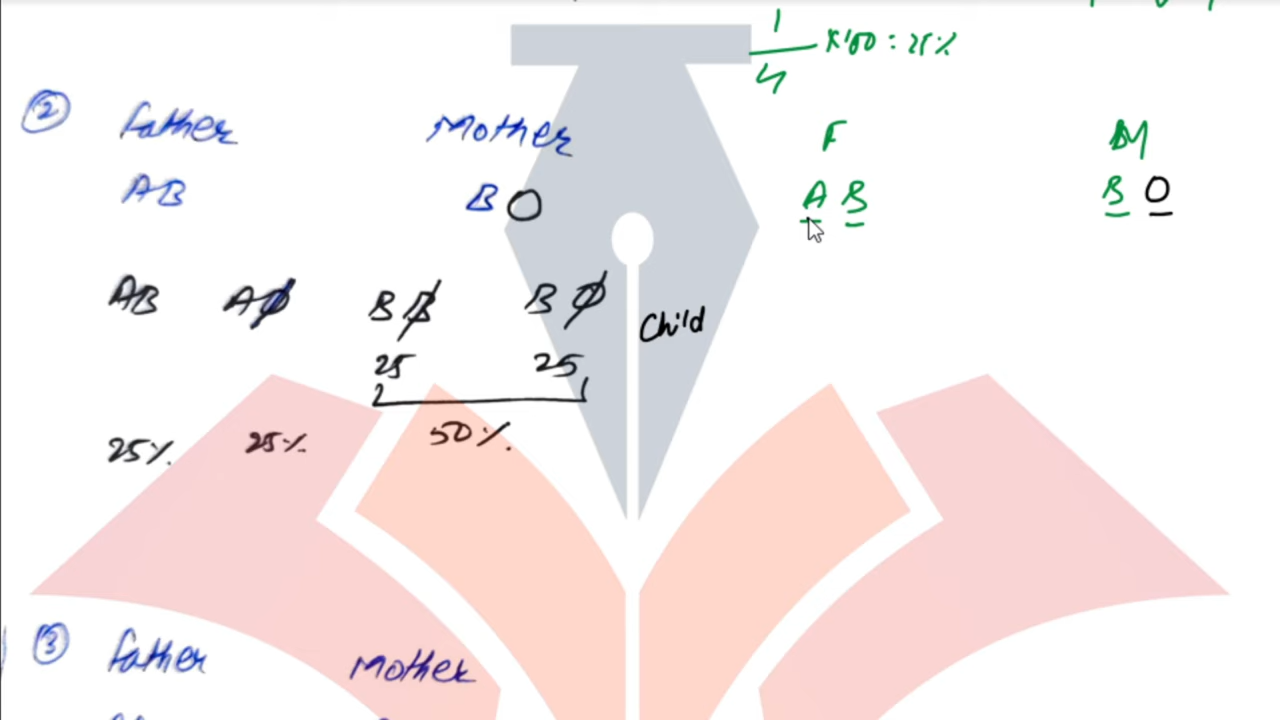 1/4 x100 : 25%
② Father Mother F M
AB BO A B B O
AB AO BB BO Child
25 25
25% 25% 50%
③ Father Mother